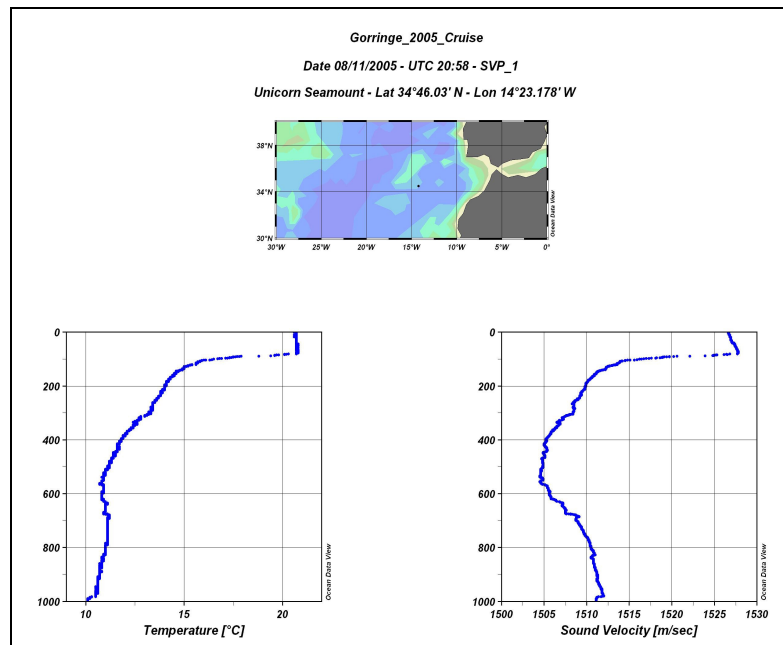 Gorringe_2005_Cruise
Date 08/11/2005 - UTC 20:58 - SVP_1
Unicorn Seamount - Lat 34°46.03' N - Lon 14°23.178' W
38°N
34°N
30°N
30°W 25°W 20°W 15°W 10°W 5°W 0°
Ocean Data View
0
200
400
600
800
1000
10 15 20
Temperature [°C]
Ocean Data View
0
200
400
600
800
1000
1500 1505 1510 1515 1520 1525 1530
Sound Velocity [m/sec]
Ocean Data View